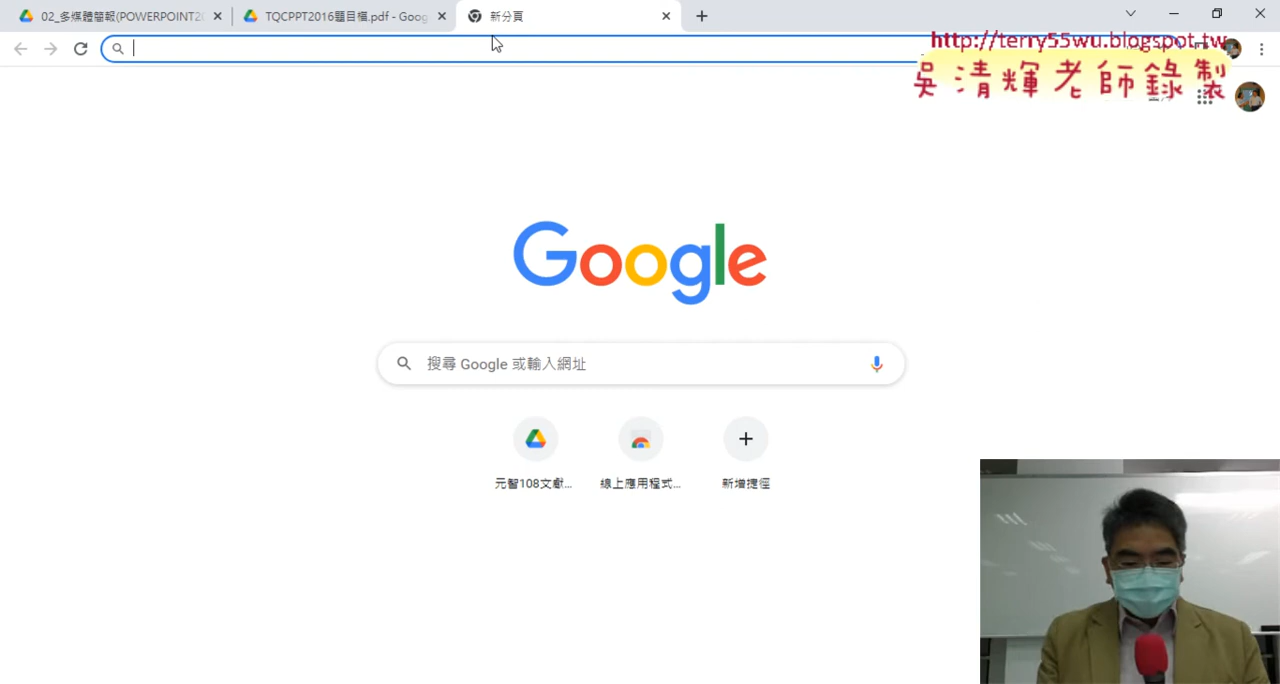 02_多媒體簡報(POWERPOINT20
TQCPPT2016題目檔.pdf - Goog
新分頁
http://terry55wu.blogspot.tw
吳清輝老師錄製
Google
搜尋 Google 或輸入網址
元智108文獻...
線上應用程式...
新增捷徑